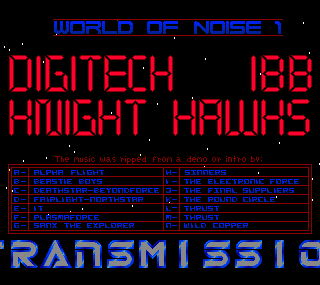 WORLD OF NOISE 1
DIGITECH 188
KNIGHT HAWKS
The music was ripped from a demo or intro by:
A- ALPHA FLIGHT H- SINNERS
B- BEASTIE BOYS I- THE ELECTRONIC FORCE
C- DEATHSTAR-BEYONDFORCE J- THE FINAL SUPPLIERS
D- FAIRLIGHT-NORTHSTAR K- THE ROUND CIRCLE
E- IT L- THRUST
F- PLASMAFORCE M- THRUST
G- SANX THE EXPLORER N- WILD COPPER
TRANSMISSIO